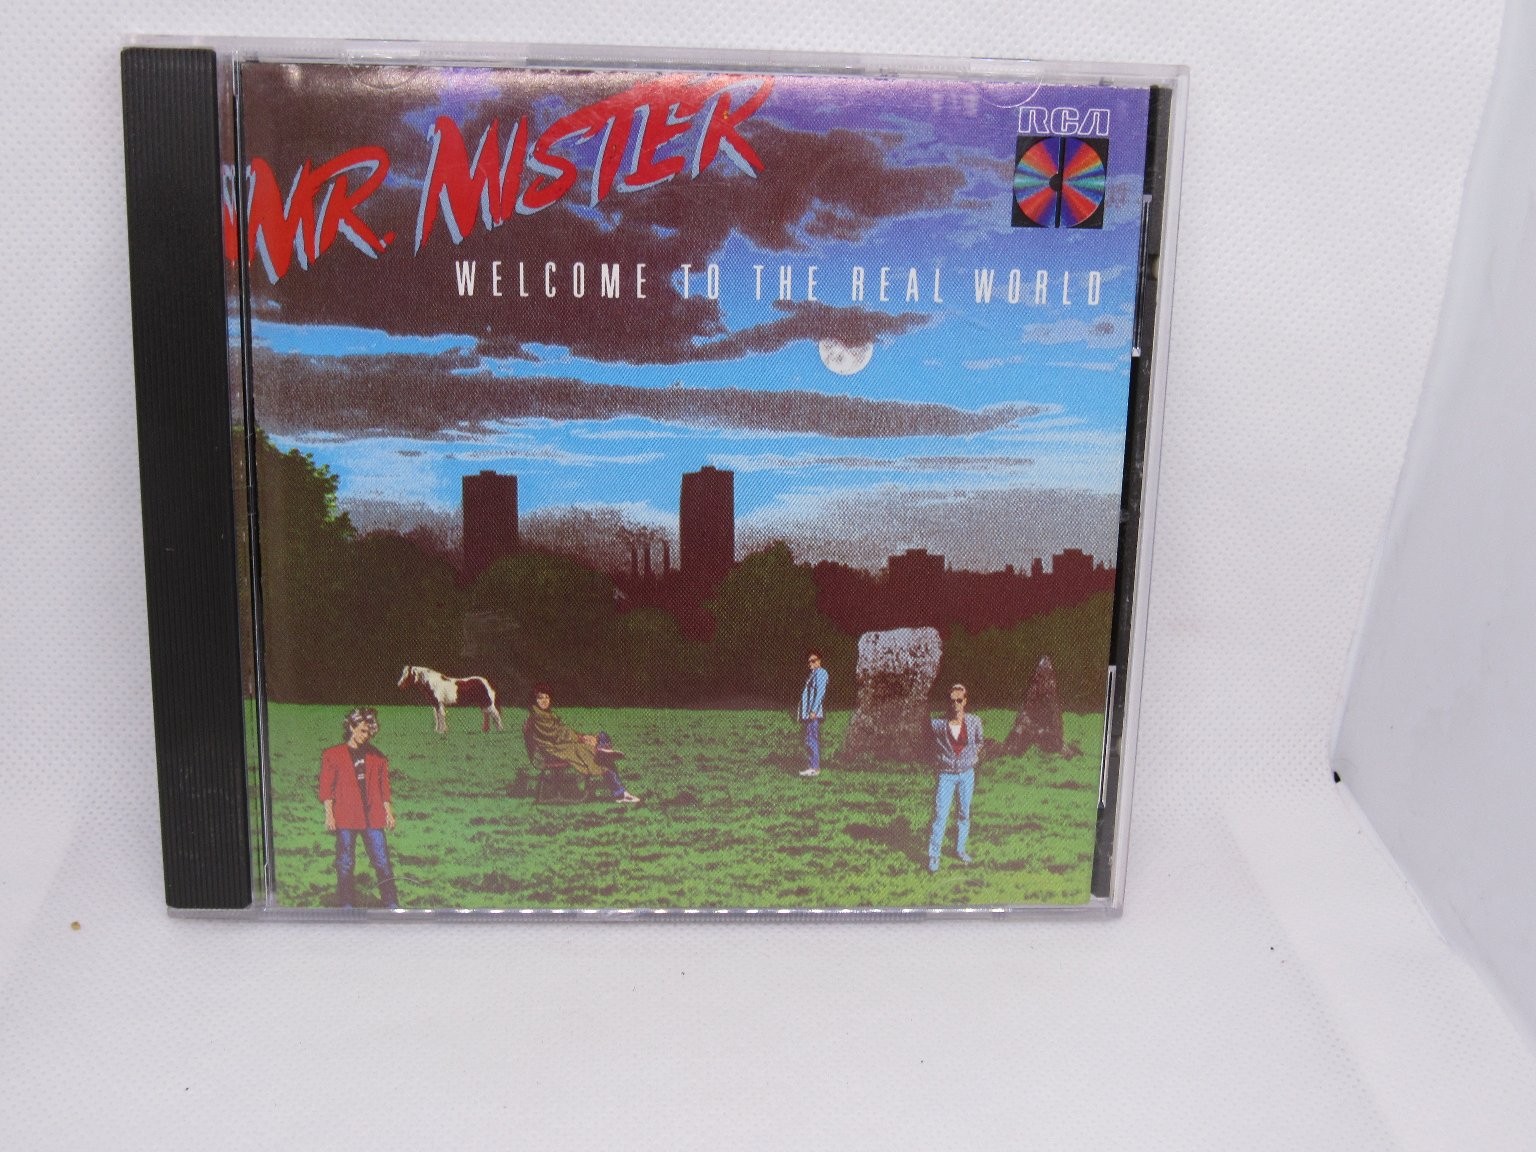 MR. MISTER
RCA
WELCOME TO THE REAL WORLD